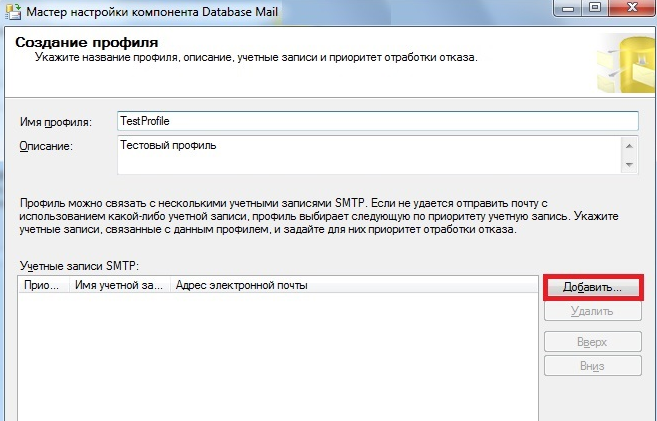 Мастер настройки компонента Database Mail
Создание профиля
Укажите название профиля, описание, учетные записи и приоритет отработки отказа.
Имя профиля: TestProfile
Описание: Тестовый профиль
Профиль можно связать с несколькими учетными записями SMTP. Если не удается отправить почту с
использованием какой-либо учетной записи, профиль выбирает следующую по приоритету учетную запись. Укажите
учетные записи, связанные с данным профилем, и задайте для них приоритет отработки отказа.
Учетные записи SMTP:
Прио... Имя учетной за... Адрес электронной почты
Добавить...
Удалить
Вверх
Вниз